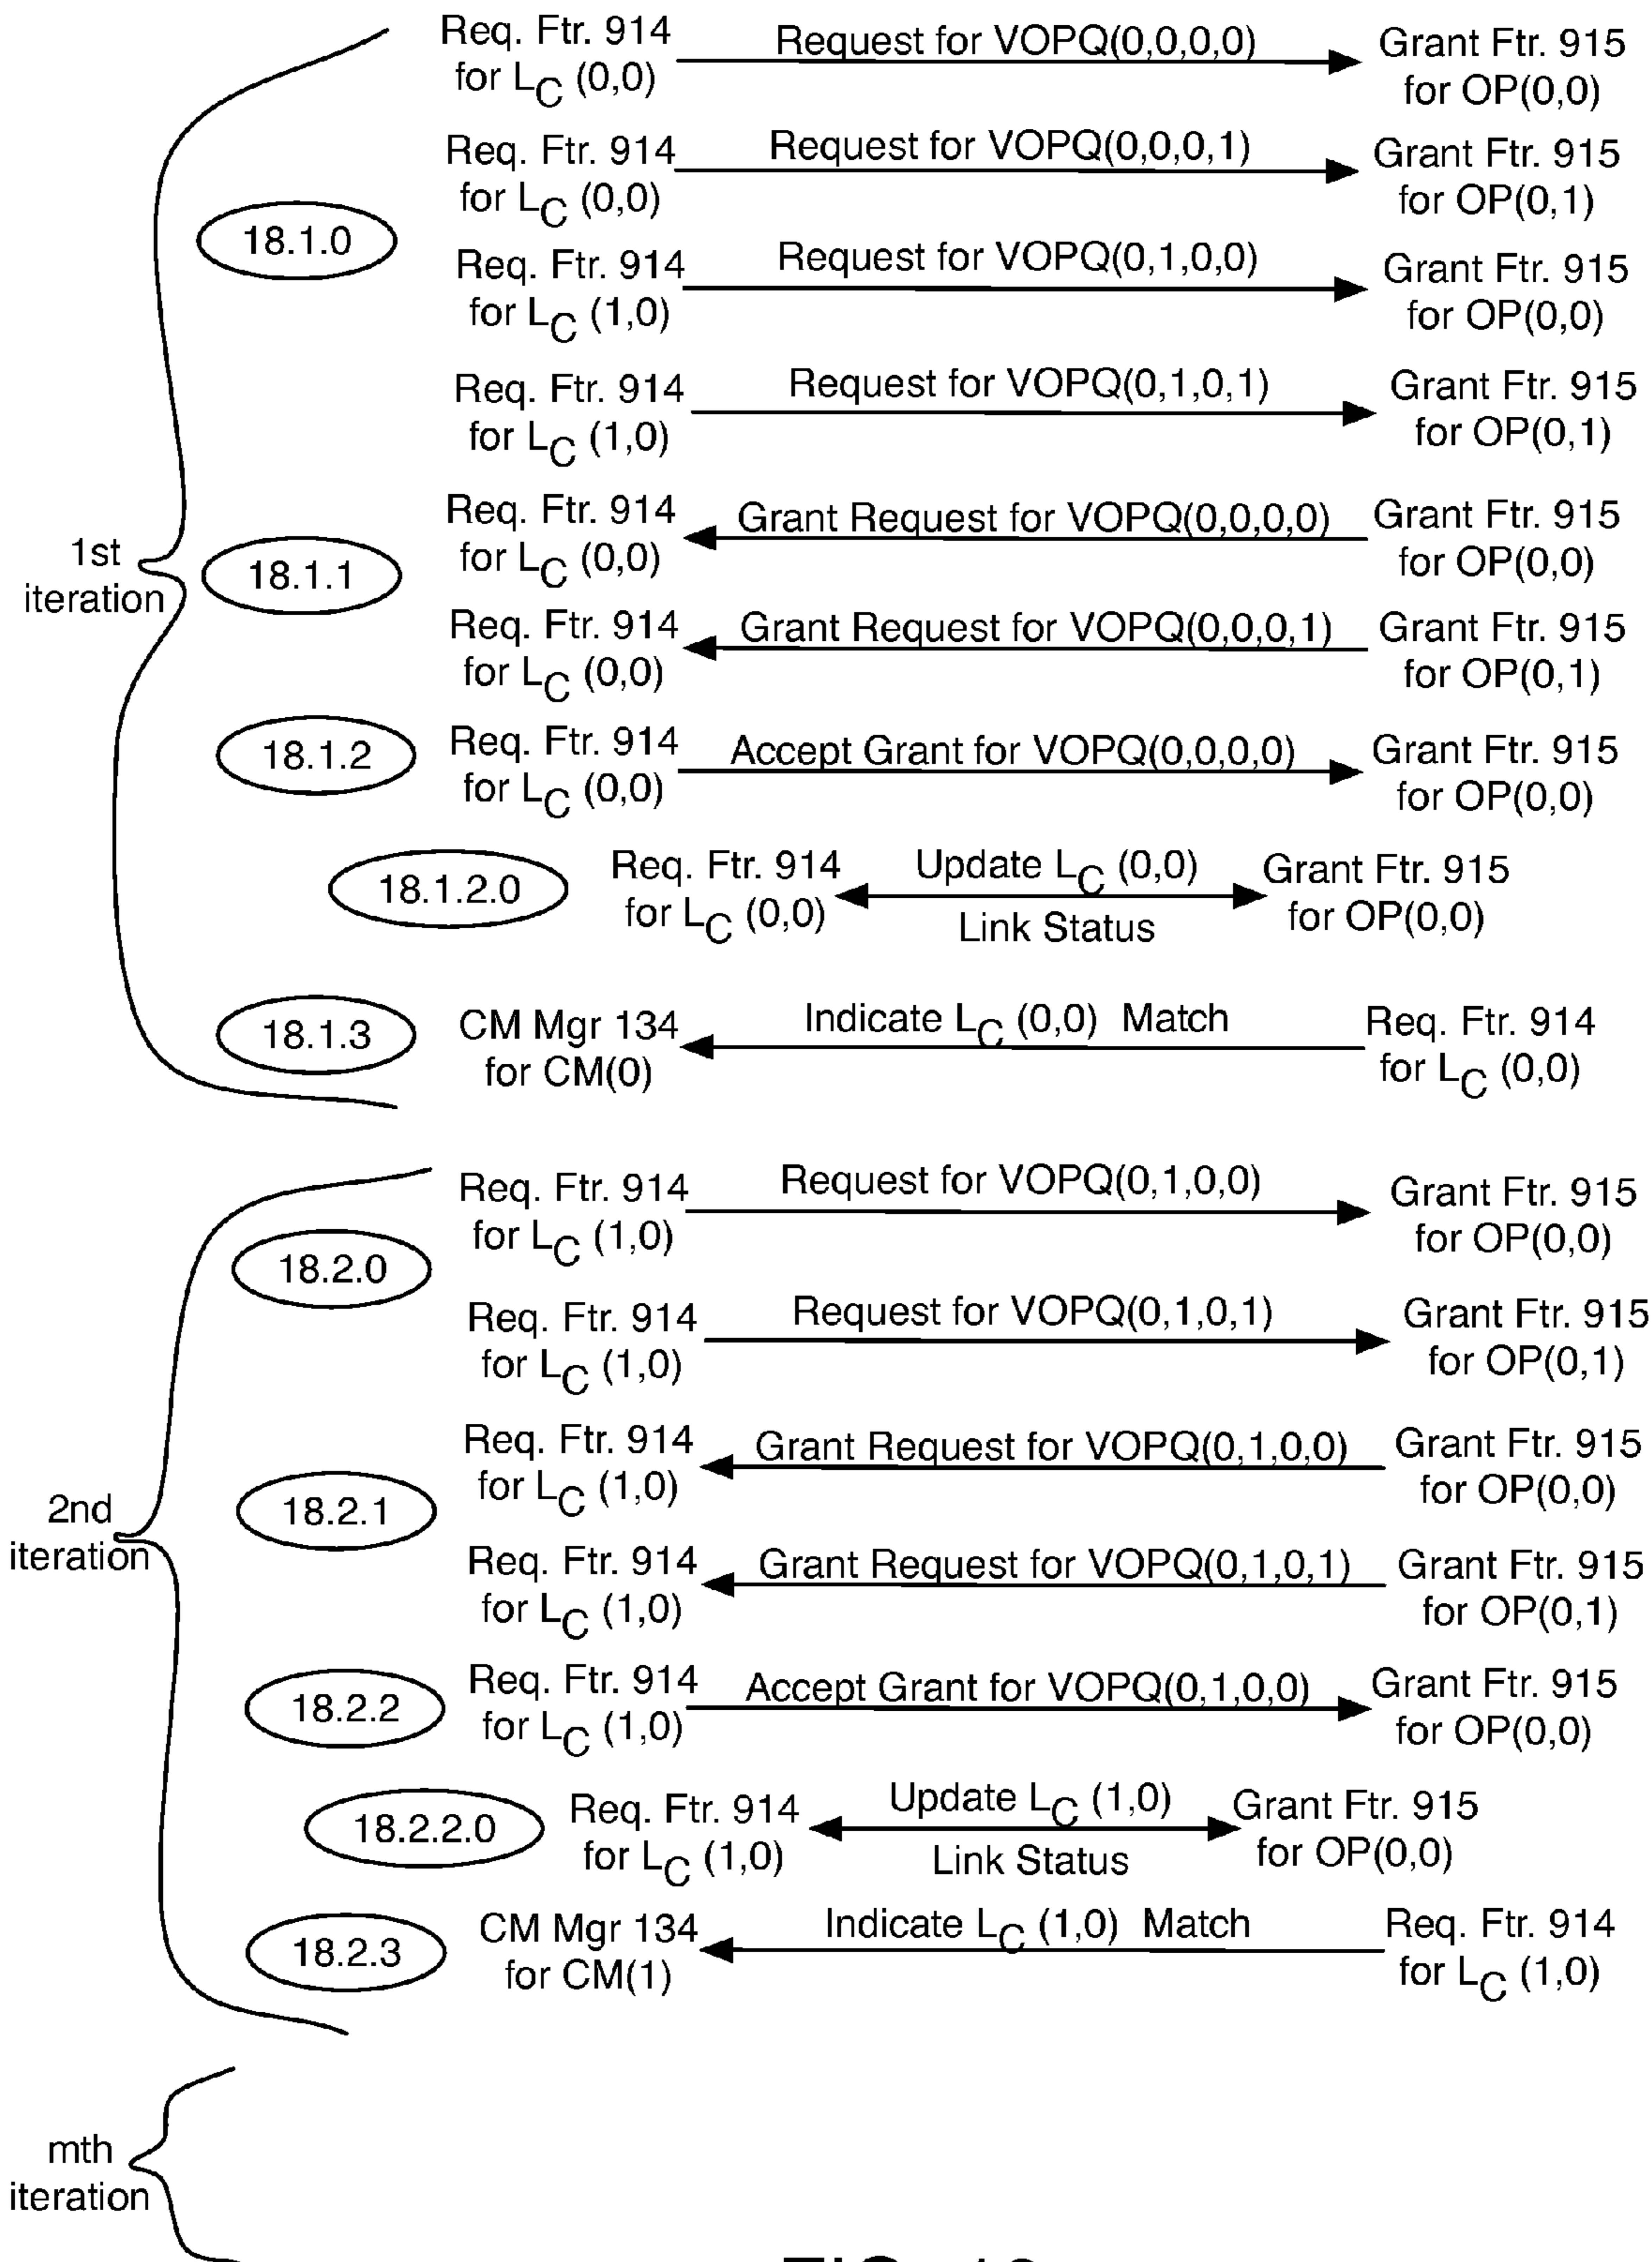 Req. Ftr. 914 Request for VOPQ(0,0,0,0) Grant Ftr. 915
for LC (0,0) for OP(0,0)
Req. Ftr. 914 Request for VOPQ(0,0,0,1) Grant Ftr. 915
for LC (0,0) for OP(0,1)
18.1.0
Req. Ftr. 914 Request for VOPQ(0,1,0,0) Grant Ftr. 915
for LC (1,0) for OP(0,0)
Req. Ftr. 914 Request for VOPQ(0,1,0,1) Grant Ftr. 915
for LC (1,0) for OP(0,1)
1st
iteration
18.1.1
Req. Ftr. 914 Grant Request for VOPQ(0,0,0,0) Grant Ftr. 915
for LC (0,0) for OP(0,0)
Req. Ftr. 914 Grant Request for VOPQ(0,0,0,1) Grant Ftr. 915
for LC (0,0) for OP(0,1)
18.1.2
Req. Ftr. 914 Accept Grant for VOPQ(0,0,0,0) Grant Ftr. 915
for LC (0,0) for OP(0,0)
18.1.2.0
Req. Ftr. 914 Update LC (0,0) Grant Ftr. 915
for LC (0,0) Link Status for OP(0,0)
18.1.3
CM Mgr 134 Indicate LC (0,0) Match Req. Ftr. 914
for CM(0) for LC (0,0)
Req. Ftr. 914 Request for VOPQ(0,1,0,0) Grant Ftr. 915
for LC (1,0) for OP(0,0)
18.2.0
Req. Ftr. 914 Request for VOPQ(0,1,0,1) Grant Ftr. 915
for LC (1,0) for OP(0,1)
2nd
iteration
18.2.1
Req. Ftr. 914 Grant Request for VOPQ(0,1,0,0) Grant Ftr. 915
for LC (1,0) for OP(0,0)
Req. Ftr. 914 Grant Request for VOPQ(0,1,0,1) Grant Ftr. 915
for LC (1,0) for OP(0,1)
18.2.2
Req. Ftr. 914 Accept Grant for VOPQ(0,1,0,0) Grant Ftr. 915
for LC (1,0) for OP(0,0)
18.2.2.0
Req. Ftr. 914 Update LC (1,0) Grant Ftr. 915
for LC (1,0) Link Status for OP(0,0)
18.2.3
CM Mgr 134 Indicate LC (1,0) Match Req. Ftr. 914
for CM(1) for LC (1,0)
mth
iteration